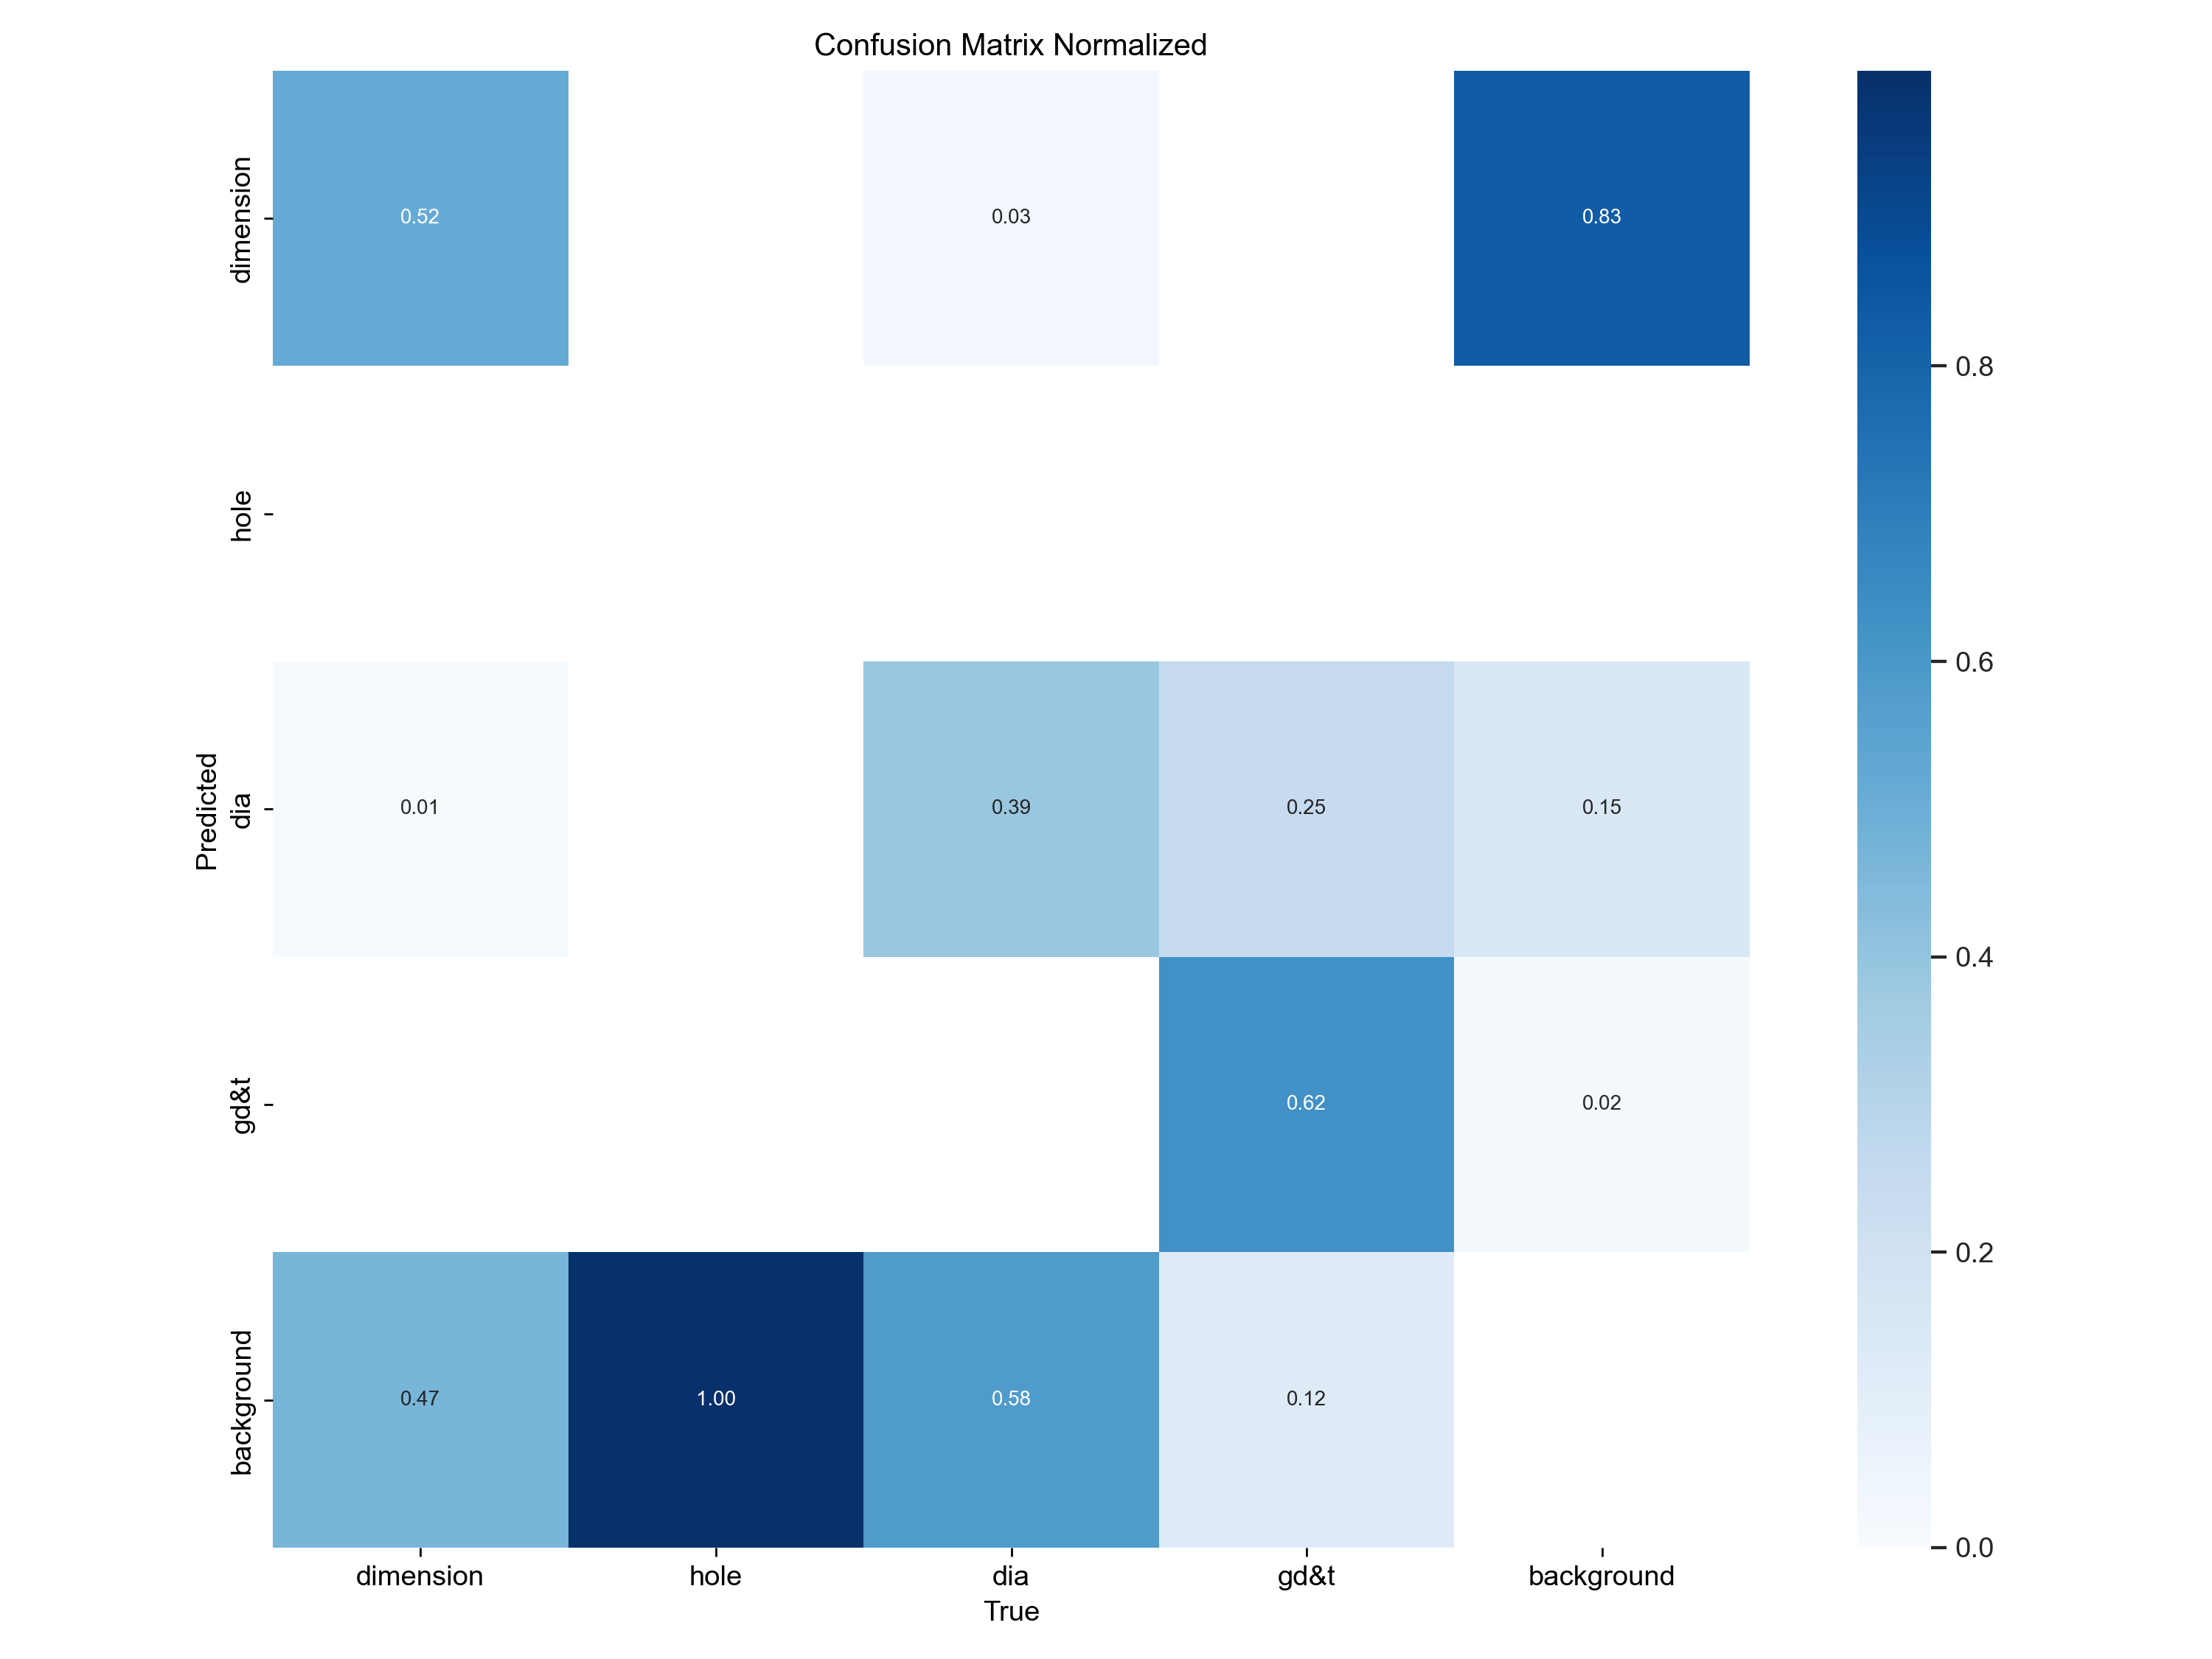 Confusion Matrix Normalized
dimension
0.52
0.03
0.83
0.8
hole
0.6
Predicted
dia
0.01
0.39
0.25
0.15
0.4
gd&t
0.62
0.02
0.2
background
0.47
1.00
0.58
0.12
0.0
dimension
hole
dia
gd&t
background
True